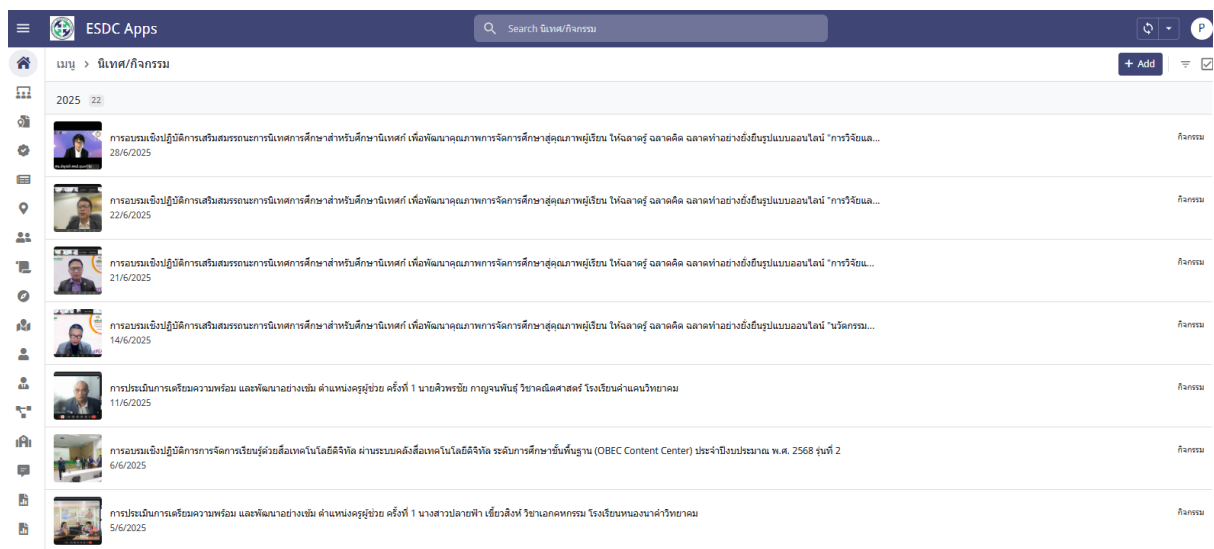 ESDC Apps
Search นิเทศ/กิจกรรม
P
เมนู > นิเทศ/กิจกรรม
+ Add
2025 22
การอบรมเชิงปฏิบัติการเสริมสมรรถนะการนิเทศการศึกษาสำหรับศึกษานิเทศก์ เพื่อพัฒนาคุณภาพการจัดการศึกษาสู่คุณภาพผู้เรียน ให้ฉลาดรู้ ฉลาดคิด ฉลาดทำอย่างยั่งยืนรูปแบบออนไลน์ "การวิจัยแล...
กิจกรรม
28/6/2025
การอบรมเชิงปฏิบัติการเสริมสมรรถนะการนิเทศการศึกษาสำหรับศึกษานิเทศก์ เพื่อพัฒนาคุณภาพการจัดการศึกษาสู่คุณภาพผู้เรียน ให้ฉลาดรู้ ฉลาดคิด ฉลาดทำอย่างยั่งยืนรูปแบบออนไลน์ "การวิจัยแล...
กิจกรรม
22/6/2025
การอบรมเชิงปฏิบัติการเสริมสมรรถนะการนิเทศการศึกษาสำหรับศึกษานิเทศก์ เพื่อพัฒนาคุณภาพการจัดการศึกษาสู่คุณภาพผู้เรียน ให้ฉลาดรู้ ฉลาดคิด ฉลาดทำอย่างยั่งยืนรูปแบบออนไลน์ "การวิจัยแ...
กิจกรรม
21/6/2025
การอบรมเชิงปฏิบัติการเสริมสมรรถนะการนิเทศการศึกษาสำหรับศึกษานิเทศก์ เพื่อพัฒนาคุณภาพการจัดการศึกษาสู่คุณภาพผู้เรียน ให้ฉลาดรู้ ฉลาดคิด ฉลาดทำอย่างยั่งยืนรูปแบบออนไลน์ "นวัตกรรม...
กิจกรรม
14/6/2025
การประเมินการเตรียมความพร้อม และพัฒนาอย่างเข้ม ตำแหน่งครูผู้ช่วย ครั้งที่ 1 นายศิวพรชัย กาญจนพันธุ์ วิชาคณิตศาสตร์ โรงเรียนคำแคนวิทยาคม
กิจกรรม
11/6/2025
การอบรมเชิงปฏิบัติการการจัดการเรียนรู้ด้วยสื่อเทคโนโลยีดิจิทัล ผ่านระบบคลังสื่อเทคโนโลยีดิจิทัล ระดับการศึกษาขั้นพื้นฐาน (OBEC Content Center) ประจำปีงบประมาณ พ.ศ. 2568 รุ่นที่ 2
กิจกรรม
6/6/2025
การประเมินการเตรียมความพร้อม และพัฒนาอย่างเข้ม ตำแหน่งครูผู้ช่วย ครั้งที่ 1 นางสาวปลายฟ้า เขี้ยวสิงห์ วิชาเอกคหกรรม โรงเรียนหนองนาคำวิทยาคม
กิจกรรม
5/6/2025